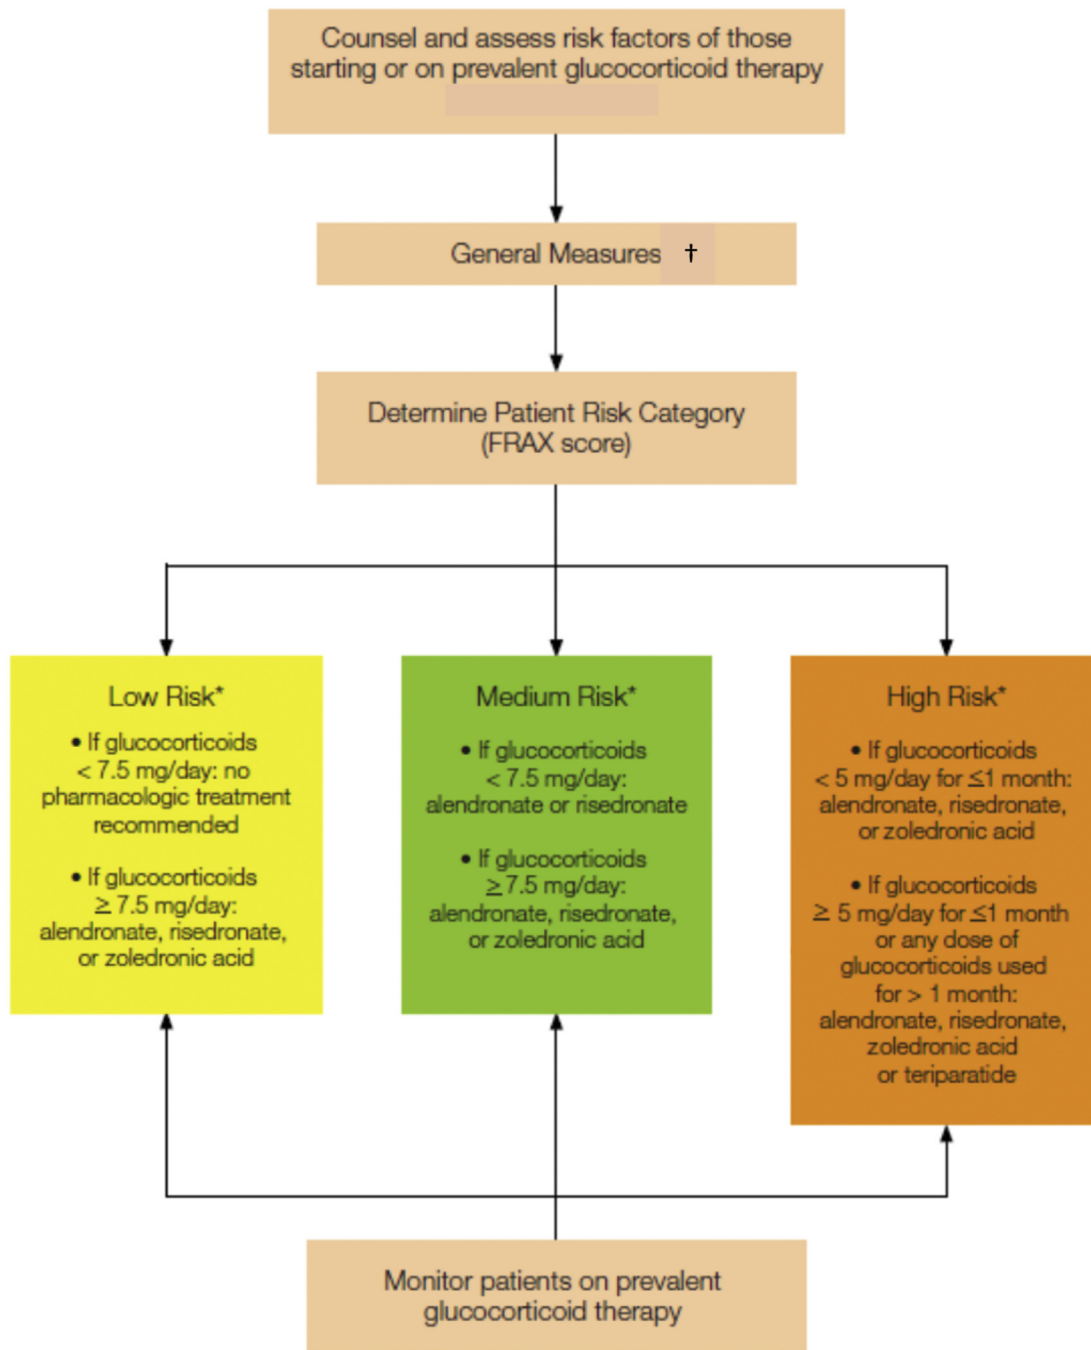 Counsel and assess risk factors of those
starting or on prevalent glucocorticoid therapy
General Measures †
Determine Patient Risk Category
(FRAX score)
Low Risk*
• If glucocorticoids
< 7.5 mg/day: no
pharmacologic treatment
recommended
• If glucocorticoids
≥ 7.5 mg/day:
alendronate, risedronate,
or zoledronic acid
Medium Risk*
• If glucocorticoids
< 7.5 mg/day:
alendronate or risedronate
• If glucocorticoids
≥ 7.5 mg/day:
alendronate, risedronate,
or zoledronic acid
High Risk*
• If glucocorticoids
< 5 mg/day for ≤1 month:
alendronate, risedronate,
or zoledronic acid
• If glucocorticoids
≥ 5 mg/day for ≤1 month
or any dose of
glucocorticoids used
for > 1 month:
alendronate, risedronate,
zoledronic acid
or teriparatide
Monitor patients on prevalent
glucocorticoid therapy